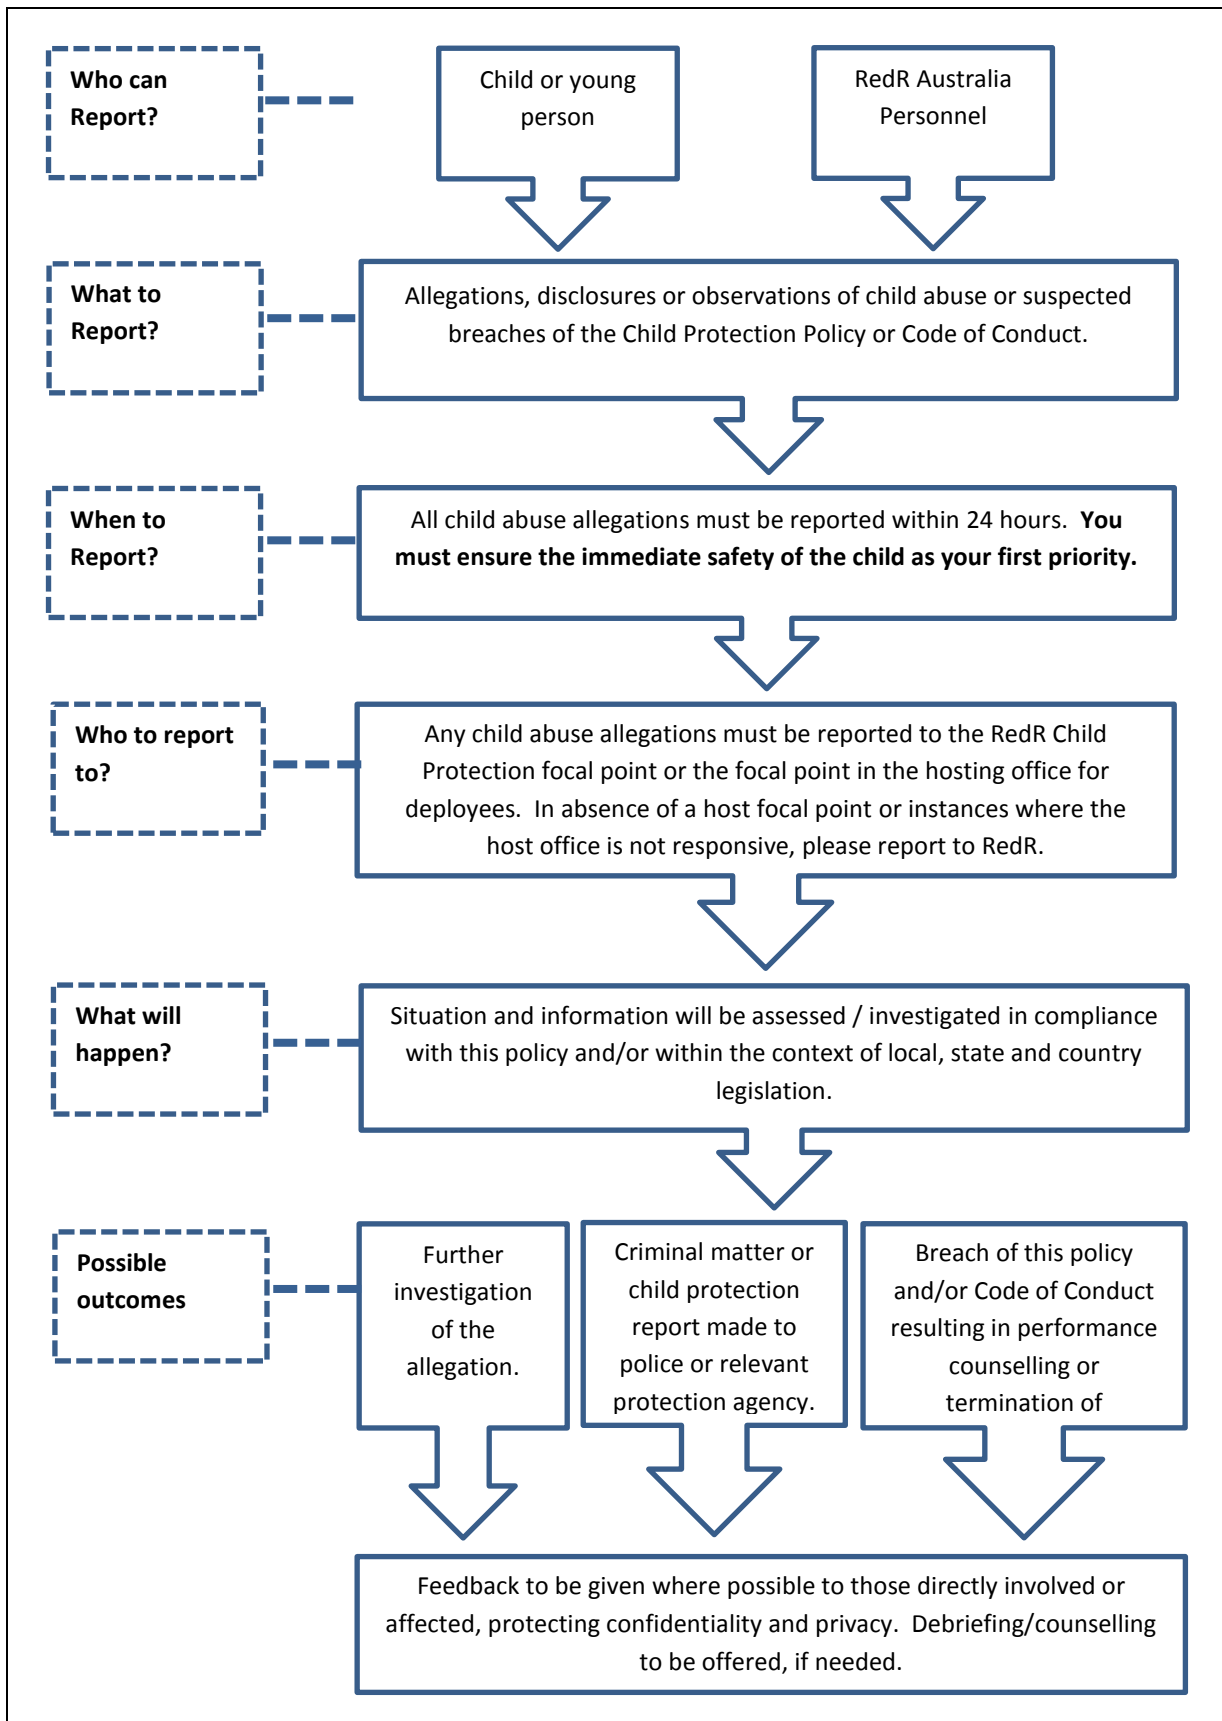 Who can
Report?
Child or young
person
RedR Australia
Personnel
What to
Report?
Allegations, disclosures or observations of child abuse or suspected
breaches of the Child Protection Policy or Code of Conduct.
When to
Report?
All child abuse allegations must be reported within 24 hours.  You
must ensure the immediate safety of the child as your first priority.
Who to report
to?
Any child abuse allegations must be reported to the RedR Child
Protection focal point or the focal point in the hosting office for
deployees.  In absence of a host focal point or instances where the
host office is not responsive, please report to RedR.
What will
happen?
Situation and information will be assessed / investigated in compliance
with this policy and/or within the context of local, state and country
legislation.
Possible
outcomes
Further
investigation
of the
allegation.
Criminal matter or
child protection
report made to
police or relevant
protection agency.
Breach of this policy
and/or Code of Conduct
resulting in performance
counselling or
termination of
Feedback to be given where possible to those directly involved or
affected, protecting confidentiality and privacy.  Debriefing/counselling
to be offered, if needed.